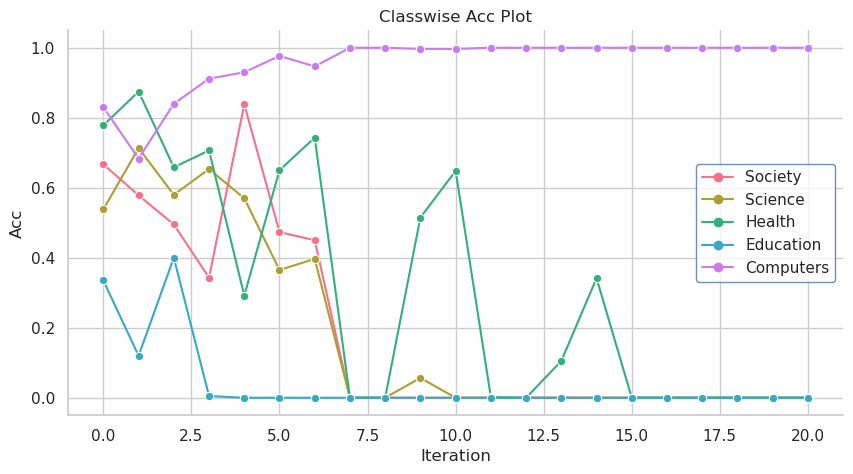 Classwise Acc Plot
1.0
0.8
0.6
0.4
0.2
0.0
Acc
Society
Science
Health
Education
Computers
0.0 2.5 5.0 7.5 10.0 12.5 15.0 17.5 20.0
Iteration